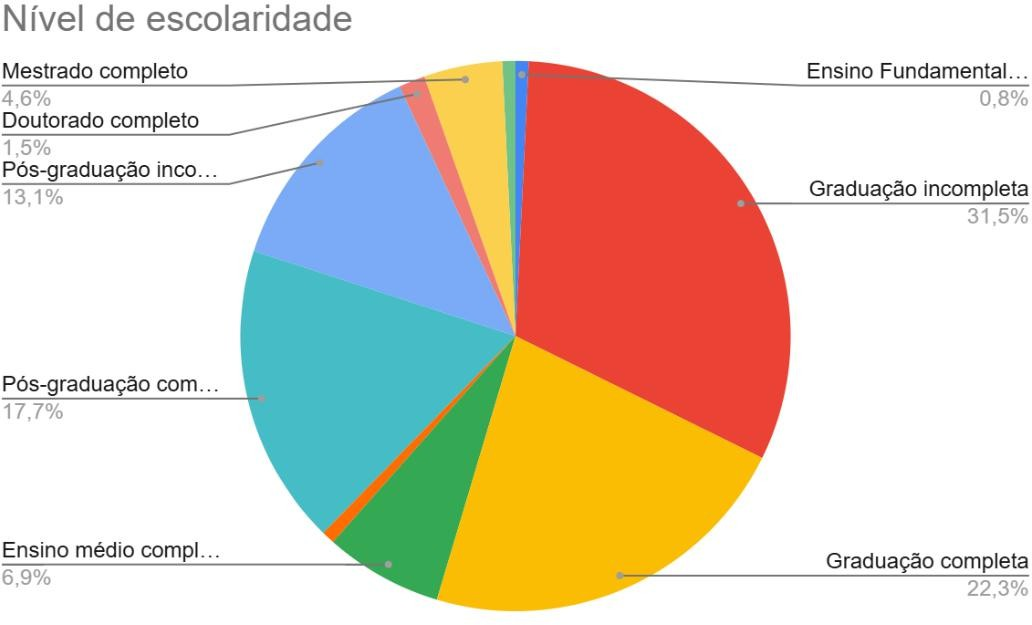 Nível de escolaridade
Mestrado completo
4,6%
Doutorado completo
1,5%
Pós-graduação inco…
13,1%
Pós-graduação com…
17,7%
Ensino médio compl…
6,9%
Ensino Fundamental…
0,8%
Graduação incompleta
31,5%
Graduação completa
22,3%